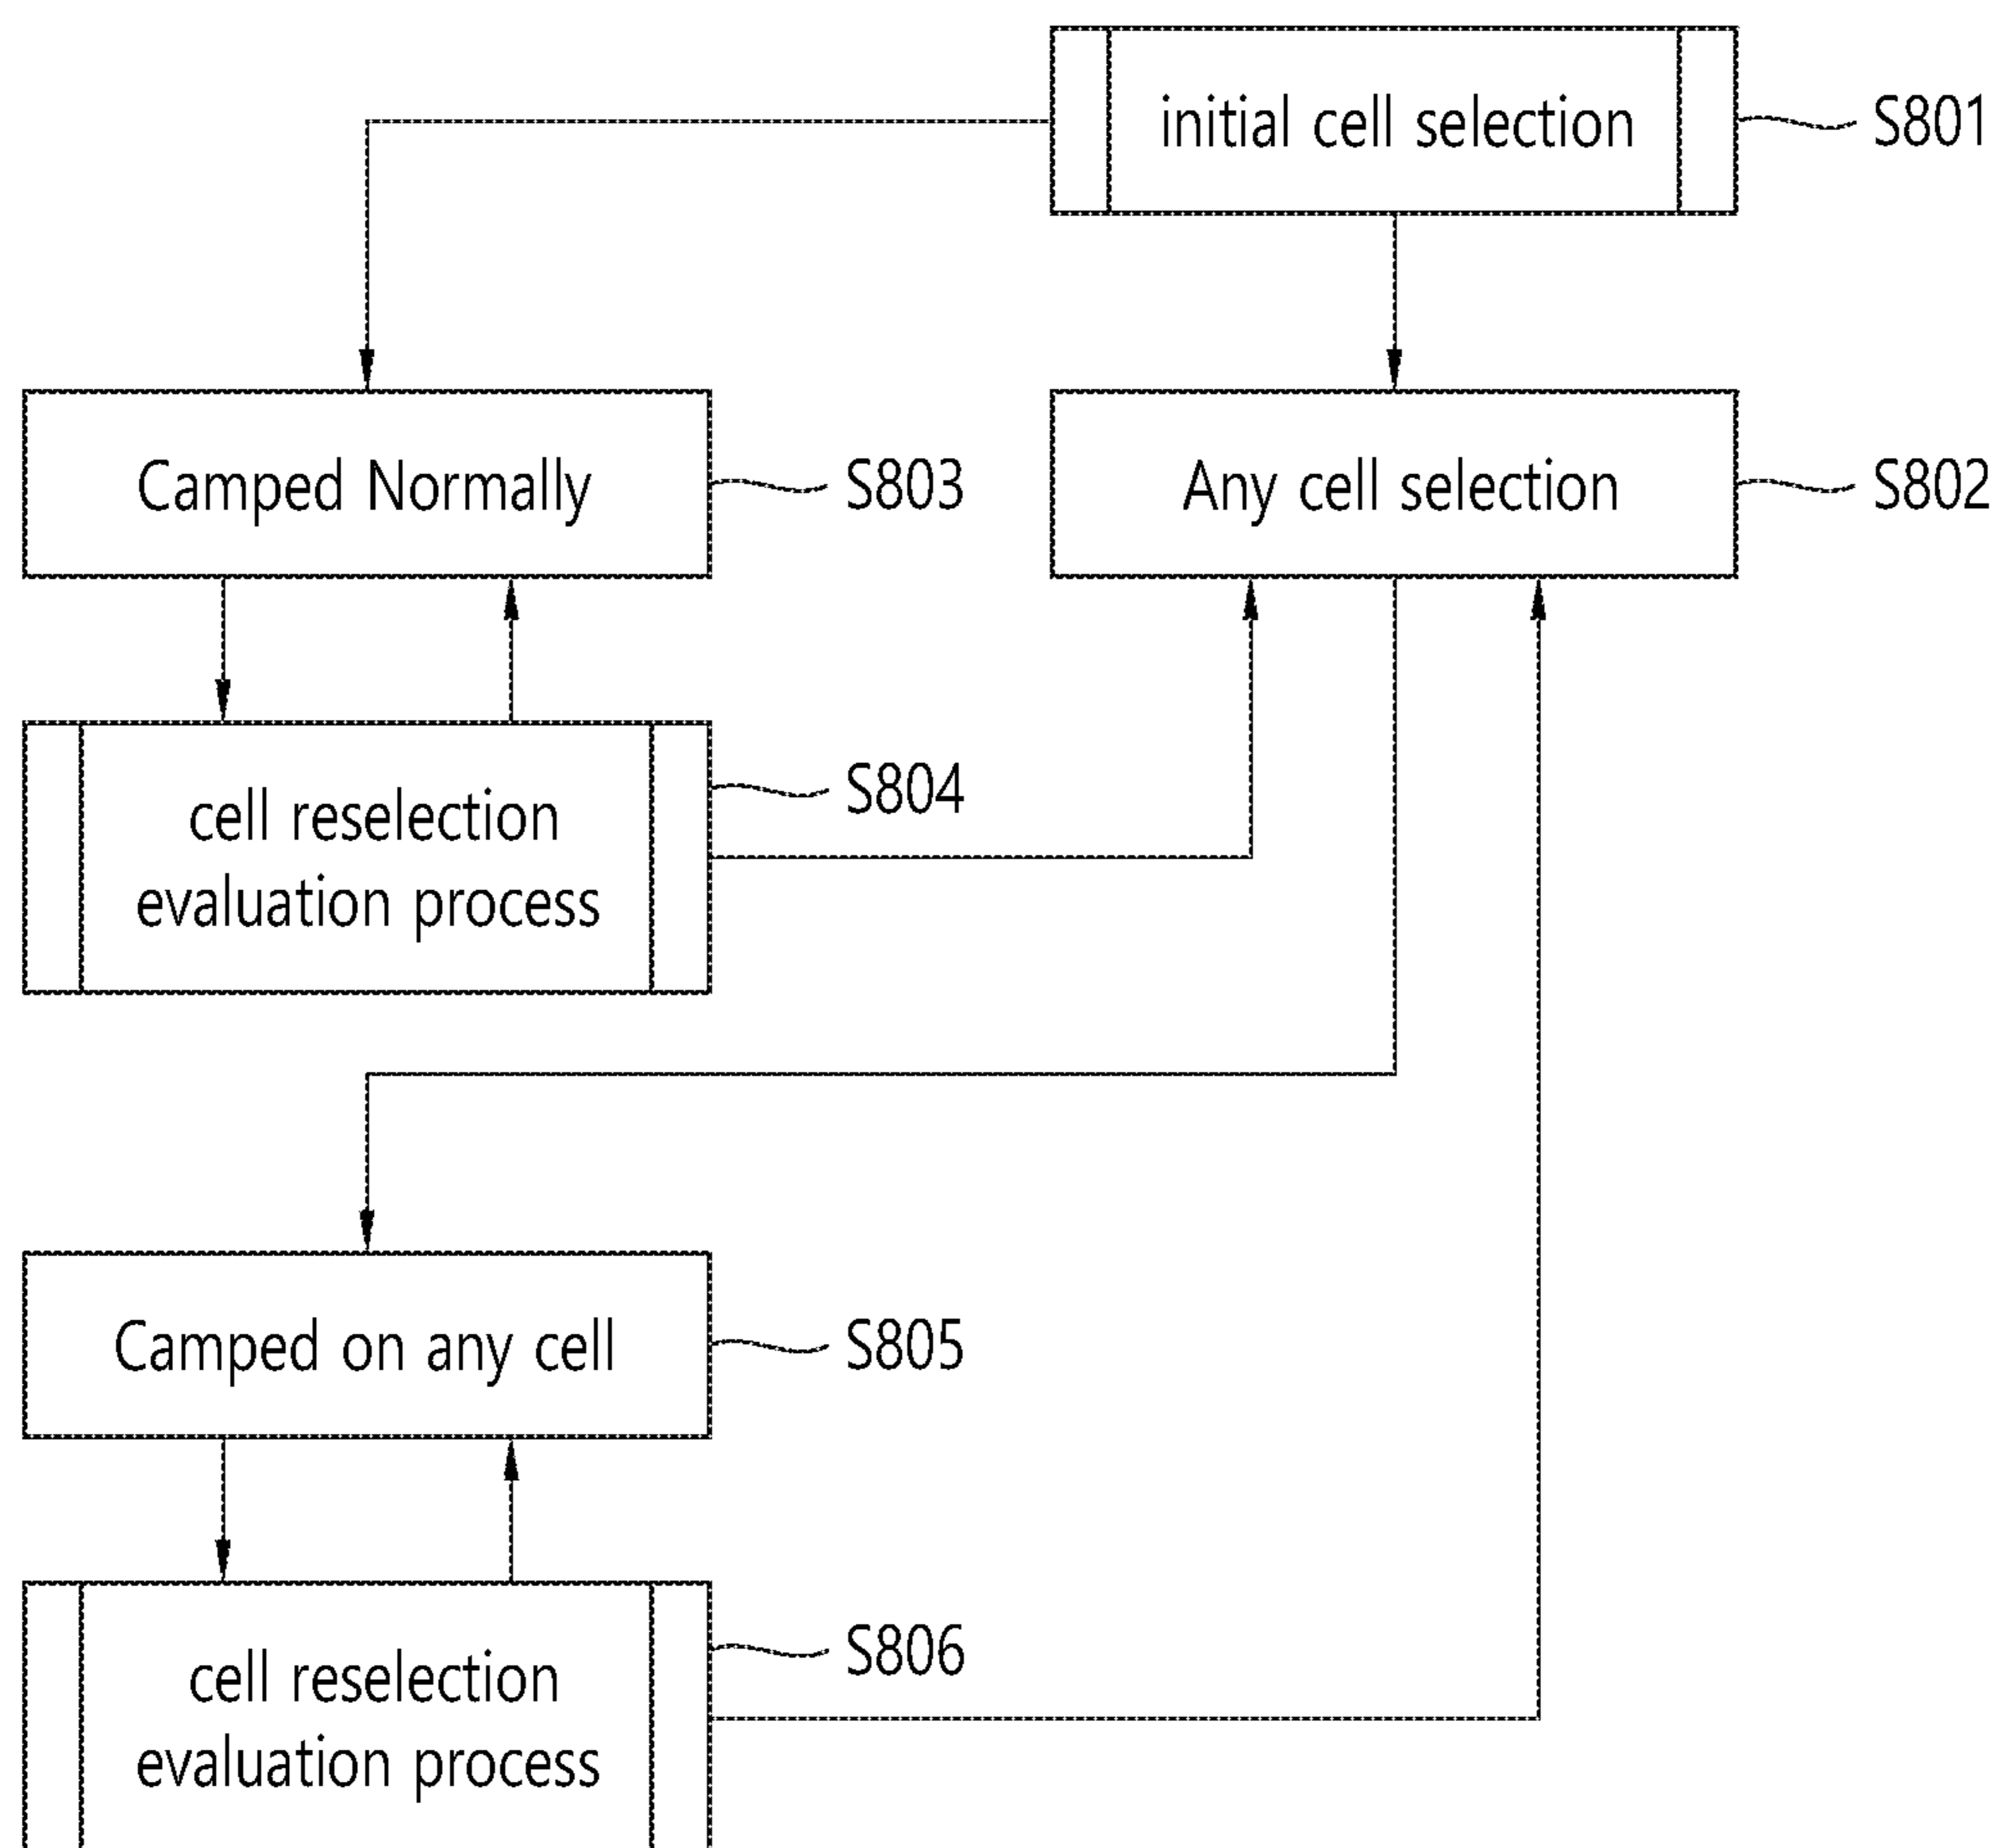 initial cell selection
S801
Camped Normally
S803
Any cell selection
S802
cell reselection
evaluation process
S804
Camped on any cell
S805
cell reselection
evaluation process
S806